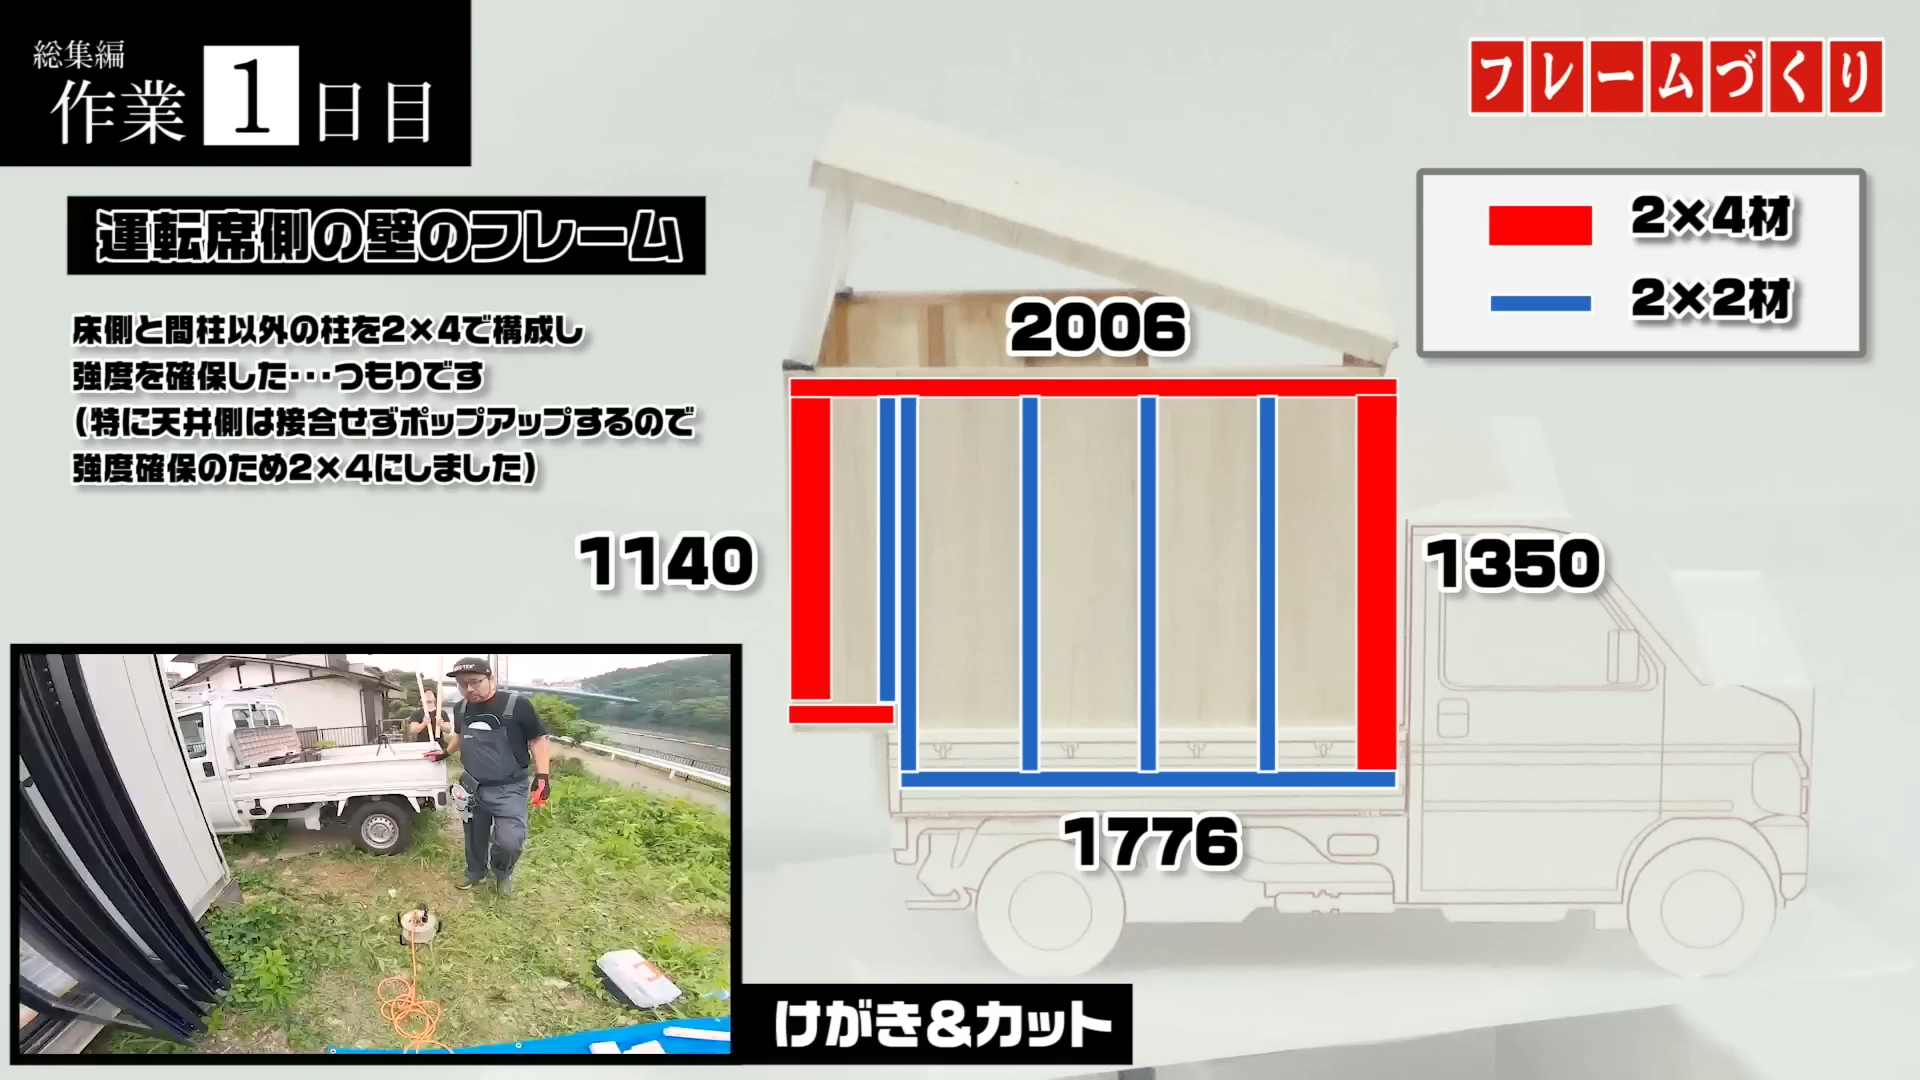 総集編
作業1日目
フレームづくり
運転席側の壁のフレーム
床側と間柱以外の柱を2×4で構成し
強度を確保した・・・つもりです
(特に天井側は接合せずポップアップするので
強度確保のため2×4にしました)
2×4材
2×2材
2006
1140
1350
1776
けがき&カット